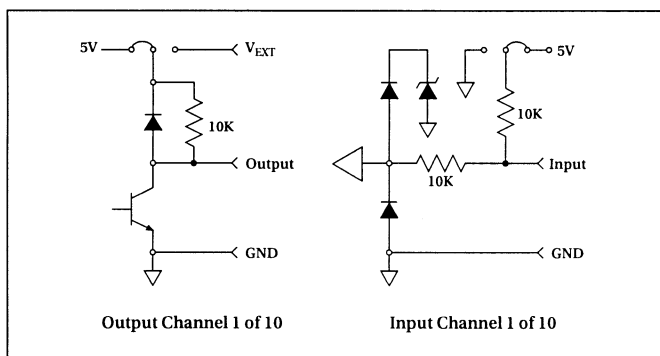 5V
V_EXT
10K
Output
GND
Output Channel 1 of 10
5V
10K
10K
Input
GND
Input Channel 1 of 10